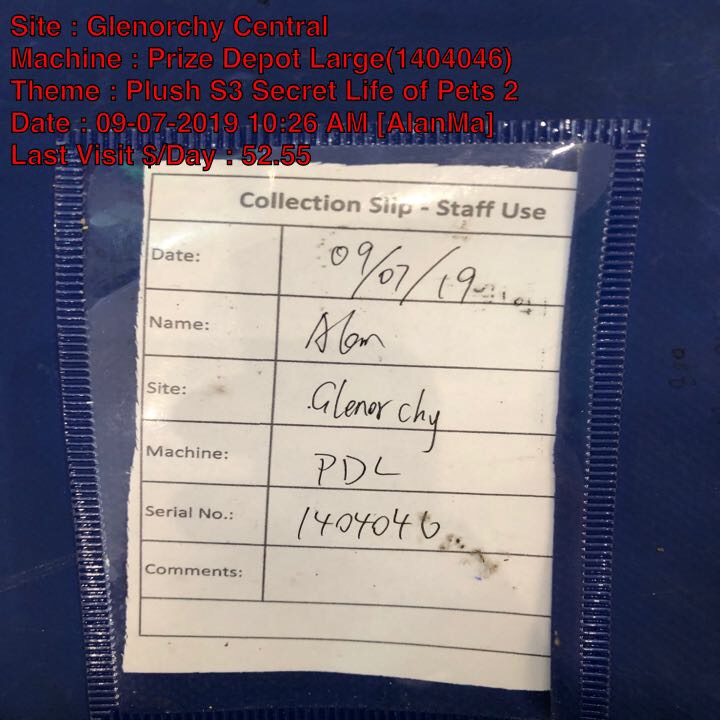 Site : Glenorchy Central
Machine : Prize Depot Large(1404046)
Theme : Plush S3 Secret Life of Pets 2
Date : 09-07-2019 10:26 AM [AlanMa]
Last Visit $/Day : 52.55
Collection Slip - Staff Use
Date: 09/07/19
Name: Alan
Site: Glenorchy
Machine: PDL
Serial No.: 1404046
Comments: